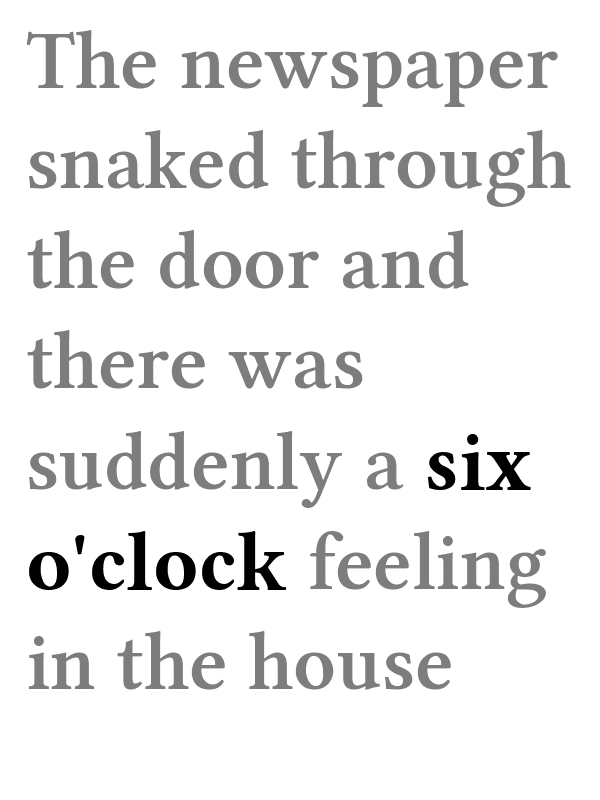 The newspaper
snaked through
the door and
there was
suddenly a six
o'clock feeling
in the house